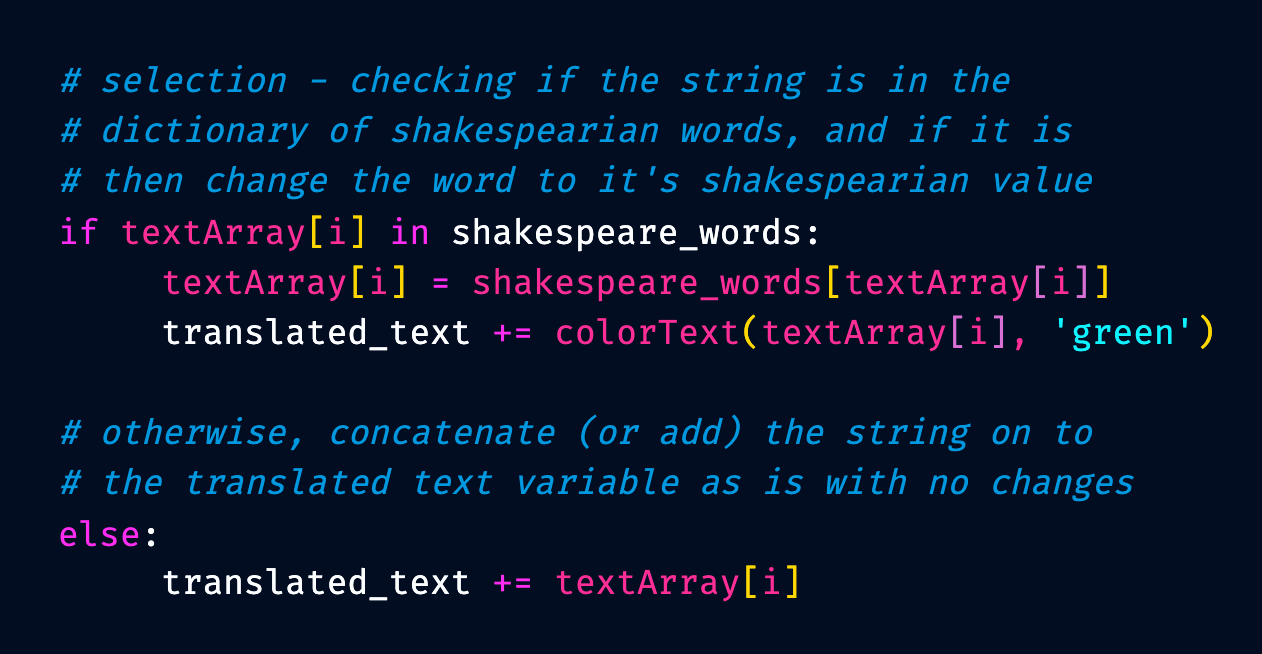 # selection - checking if the string is in the
# dictionary of shakespearian words, and if it is
# then change the word to it's shakespearian value
if textArray[i] in shakespeare_words:
     textArray[i] = shakespeare_words[textArray[i]]
     translated_text += colorText(textArray[i], 'green')
# otherwise, concatenate (or add) the string on to
# the translated text variable as is with no changes
else:
     translated_text += textArray[i]